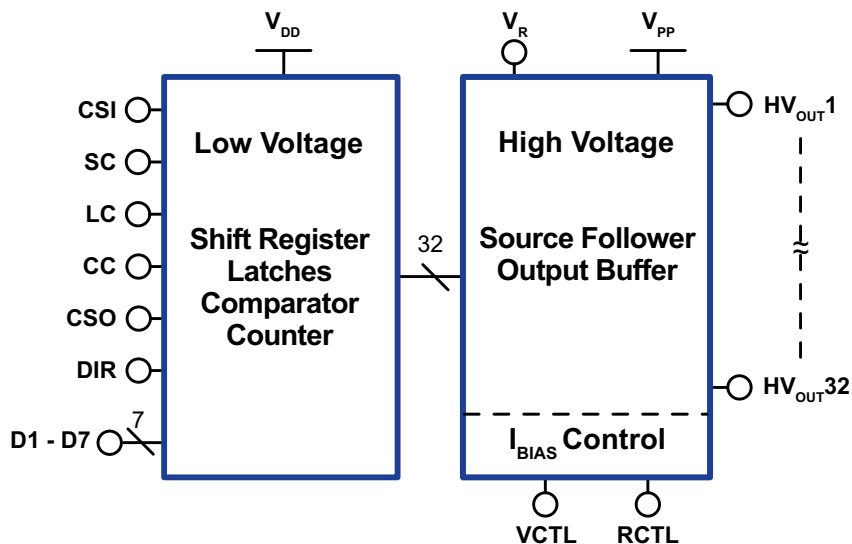 VDD
VR
VPP
CSI
SC
LC
CC
CSO
DIR
D1 - D7
7
Low Voltage
Shift Register
Latches
Comparator
Counter
32
High Voltage
Source Follower
Output Buffer
IBIAS Control
HVOUT1
HVOUT32
VCTL
RCTL